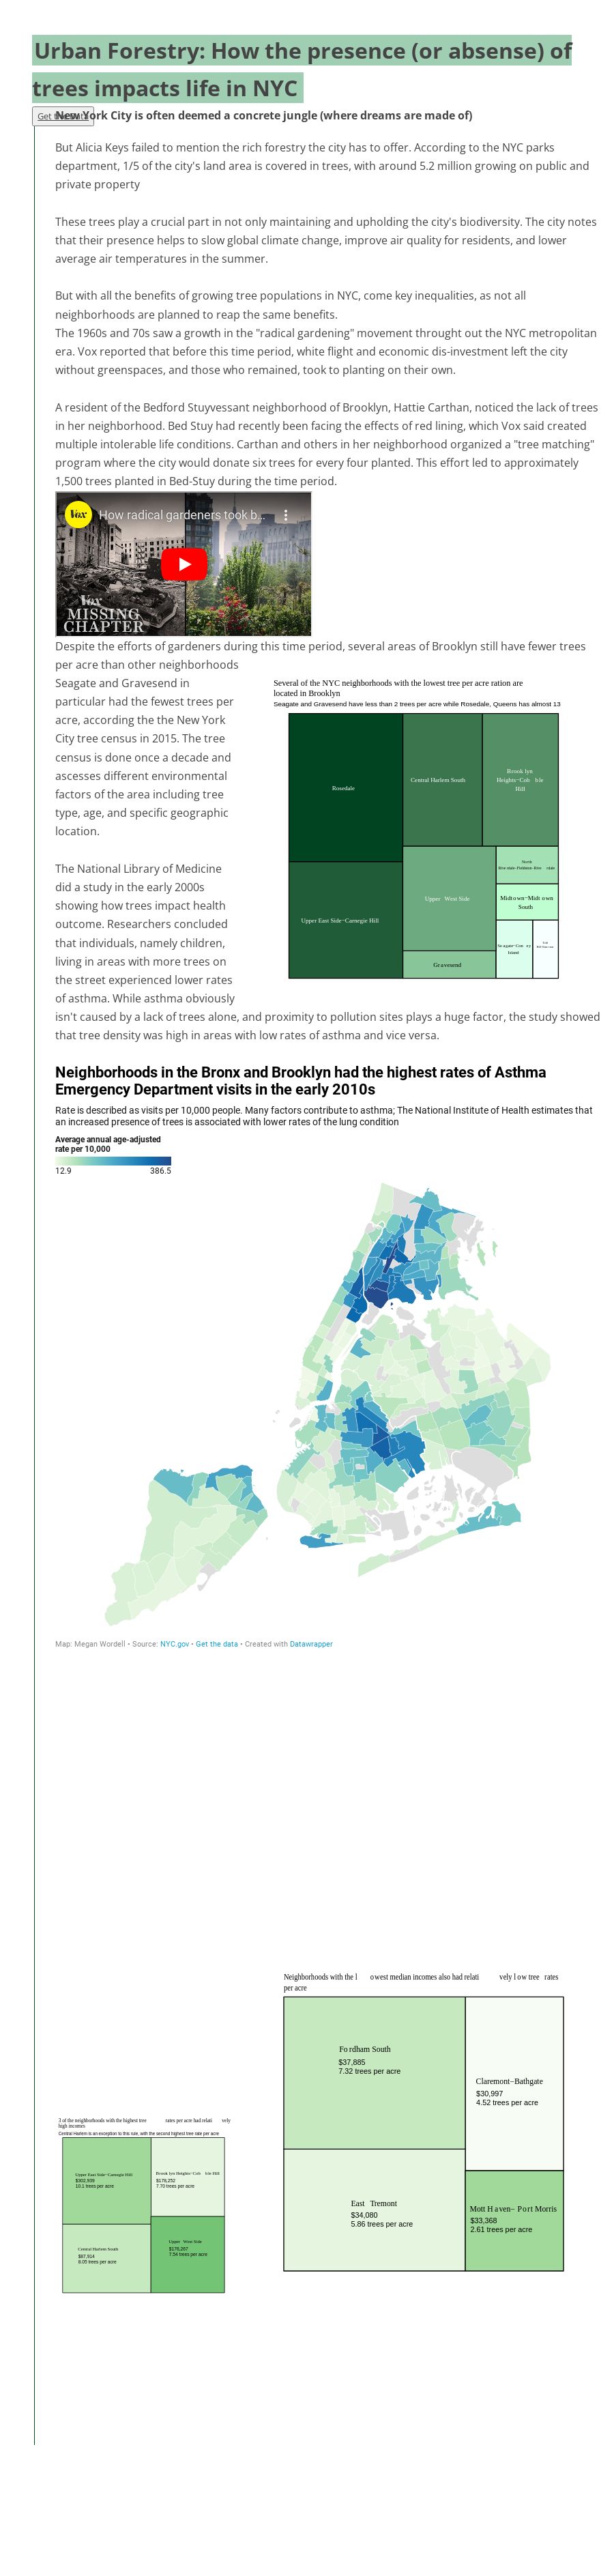 Urban Forestry: How the presence (or absense) of
trees impacts life in NYC
Get the
New York City is often deemed a concrete jungle (where dreams are made of)
But Alicia Keys failed to mention the rich forestry the city has to offer. According to the NYC parks
department, 1/5 of the city's land area is covered in trees, with around 5.2 million growing on public and
private property
These trees play a crucial part in not only maintaining and upholding the city's biodiversity. The city notes
that their presence helps to slow global climate change, improve air quality for residents, and lower
average air temperatures in the summer.
But with all the benefits of growing tree populations in NYC, come key inequalities, as not all
neighborhoods are planned to reap the same benefits.
The 1960s and 70s saw a growth in the "radical gardening" movement throught out the NYC metropolitan
era. Vox reported that before this time period, white flight and economic dis-investment left the city
without greenspaces, and those who remained, took to planting on their own.
A resident of the Bedford Stuyvessant neighborhood of Brooklyn, Hattie Carthan, noticed the lack of trees
in her neighborhood. Bed Stuy had recently been facing the effects of red lining, which Vox said created
multiple intolerable life conditions. Carthan and others in her neighborhood organized a "tree matching"
program where the city would donate six trees for every four planted. This effort led to approximately
1,500 trees planted in Bed-Stuy during the time period.
Vox
How radical gardeners took b...
Vox
MISSING
CHAPTER
Despite the efforts of gardeners during this time period, several areas of Brooklyn still have fewer trees
per acre than other neighborhoods
Seagate and Gravesend in
particular had the fewest trees per
acre, according the the New York
City tree census in 2015. The tree
census is done once a decade and
ascesses different environmental
factors of the area including tree
type, age, and specific geographic
location.
Several of the NYC neighborhoods with the lowest tree per acre ration are
located in Brooklyn
Seagate and Gravesend have less than 2 trees per acre while Rosedale, Queens has almost 13
Rosedale
Central Harlem South
Brook lyn
Heights-Cob ble
Hill
Upper East Side-Carnegie Hill
Upper West Side
Gravesend
North
Midtown-Midt own
South
Seagate-Con ey
Island
The National Library of Medicine
did a study in the early 2000s
showing how trees impact health
outcome. Researchers concluded
that individuals, namely children,
living in areas with more trees on
the street experienced lower rates
of asthma. While asthma obviously
isn't caused by a lack of trees alone, and proximity to pollution sites plays a huge factor, the study showed
that tree density was high in areas with low rates of asthma and vice versa.
Neighborhoods in the Bronx and Brooklyn had the highest rates of Asthma
Emergency Department visits in the early 2010s
Rate is described as visits per 10,000 people. Many factors contribute to asthma; The National Institute of Health estimates that
an increased presence of trees is associated with lower rates of the lung condition
Average annual age-adjusted
rate per 10,000
12.9 386.5
Map: Megan Wordell • Source: NYC.gov • Get the data • Created with Datawrapper
Neighborhoods with the l owest median incomes also had relati vely l ow tree rates
per acre
Fo rdham South
$37,885
7.32 trees per acre
Claremont-Bathgate
$30,997
4.52 trees per acre
East Tremont
$34,080
5.86 trees per acre
Mott H aven- P ort Morris
$33,368
2.61 trees per acre
3 of the neighborhoods with the highest tree rates per acre had relati vely
high incomes
Central Harlem is an exception to this rule, with the second highest tree rate per acre
Upper East Side-Carnegie Hill
10.1 trees per acre
Brook lyn Heights-Cob ble Hill
$176,252
7.70 trees per acre
Central Harlem South
$67,914
8.05 trees per acre
Upper West Side
$176,267
7.54 trees per acre